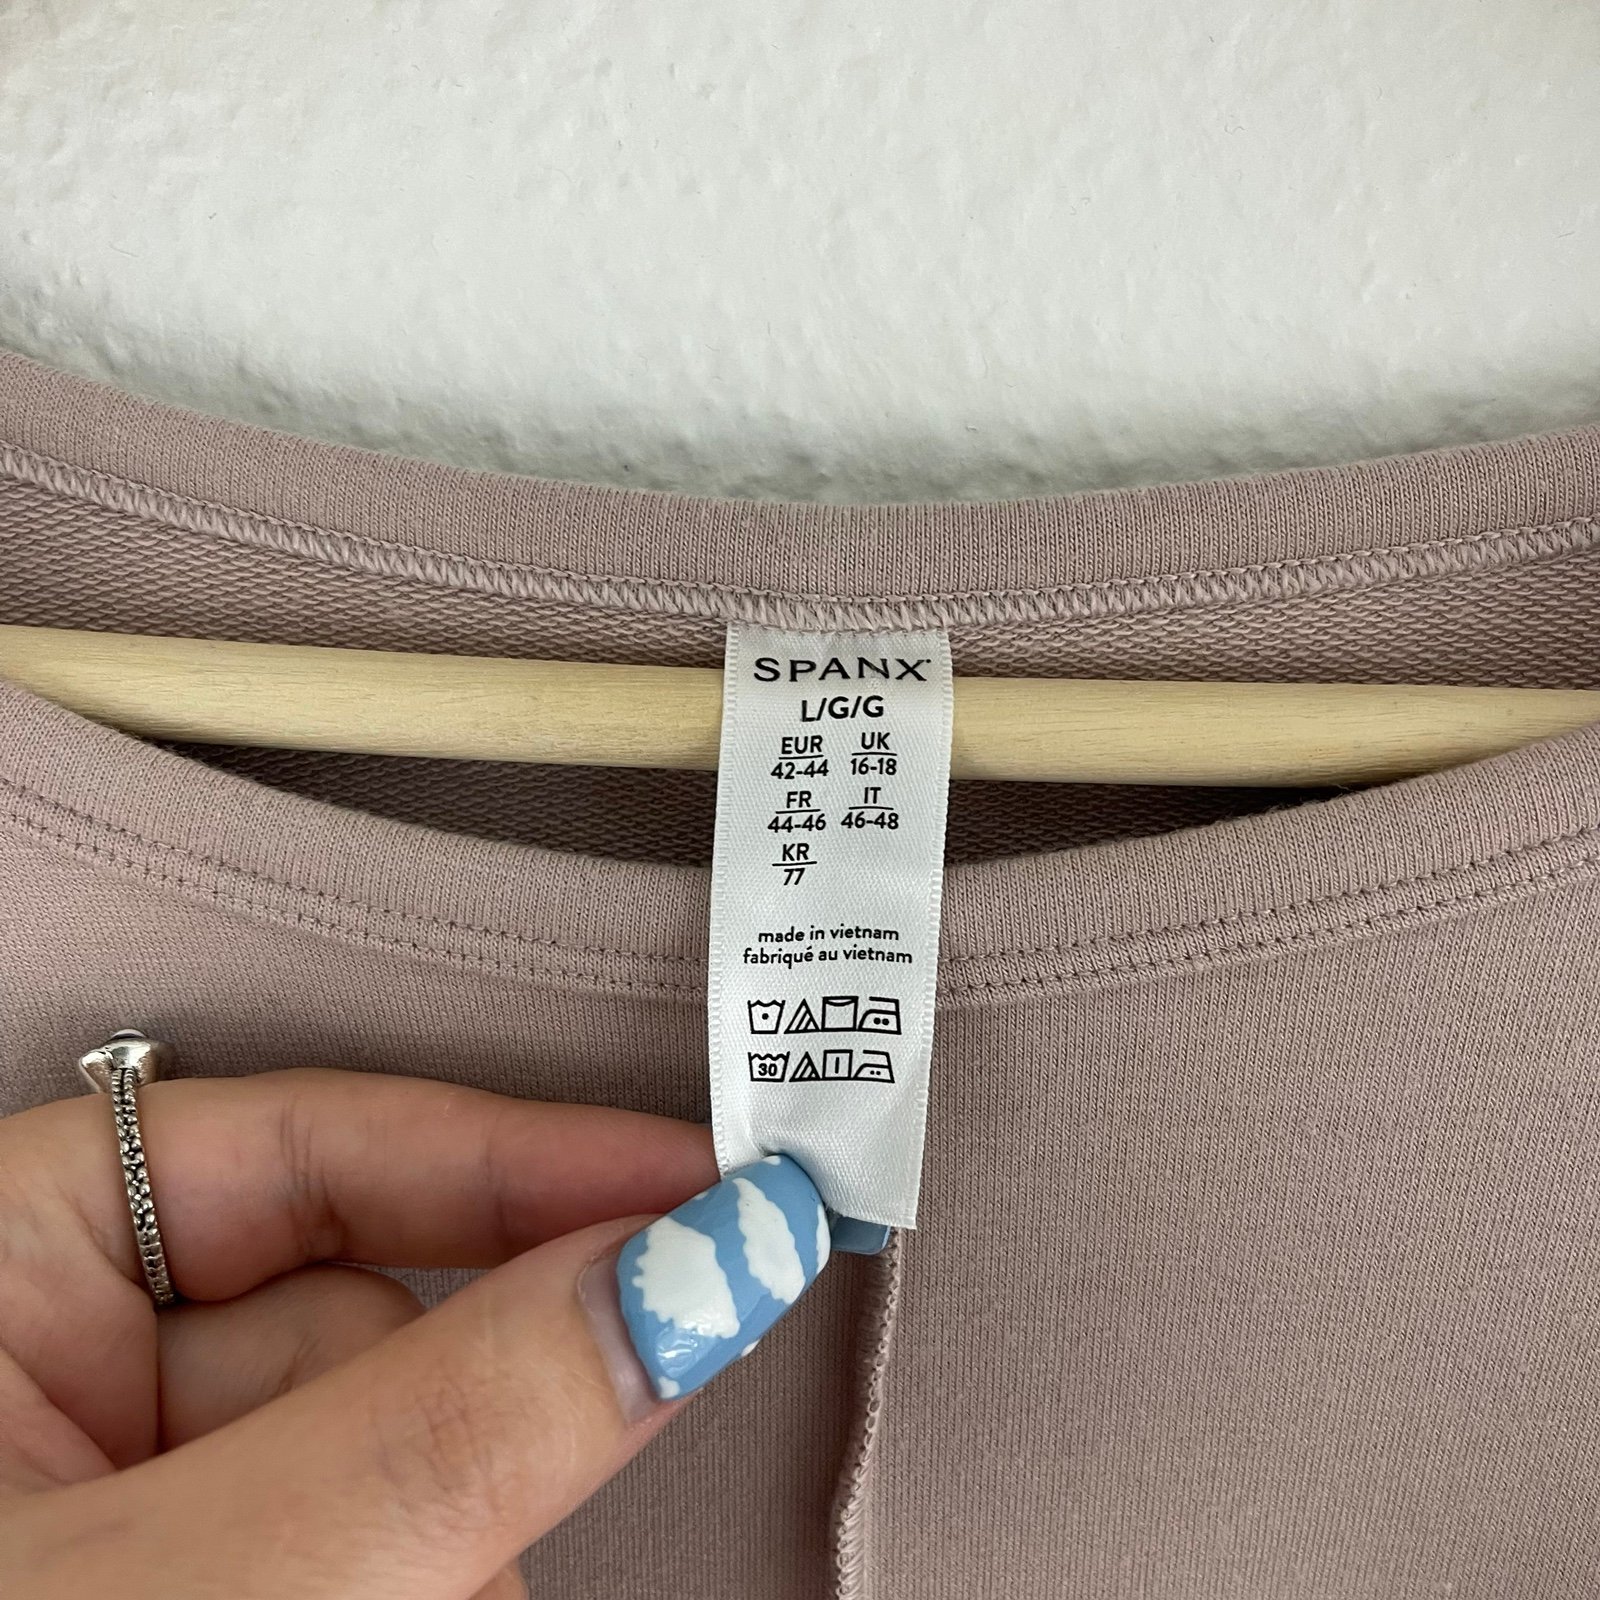 SPANX
L/G/G
EUR UK
42-44 16-18
FR IT
44-46 46-48
KR
77
made in vietnam
fabriqué au vietnam
30